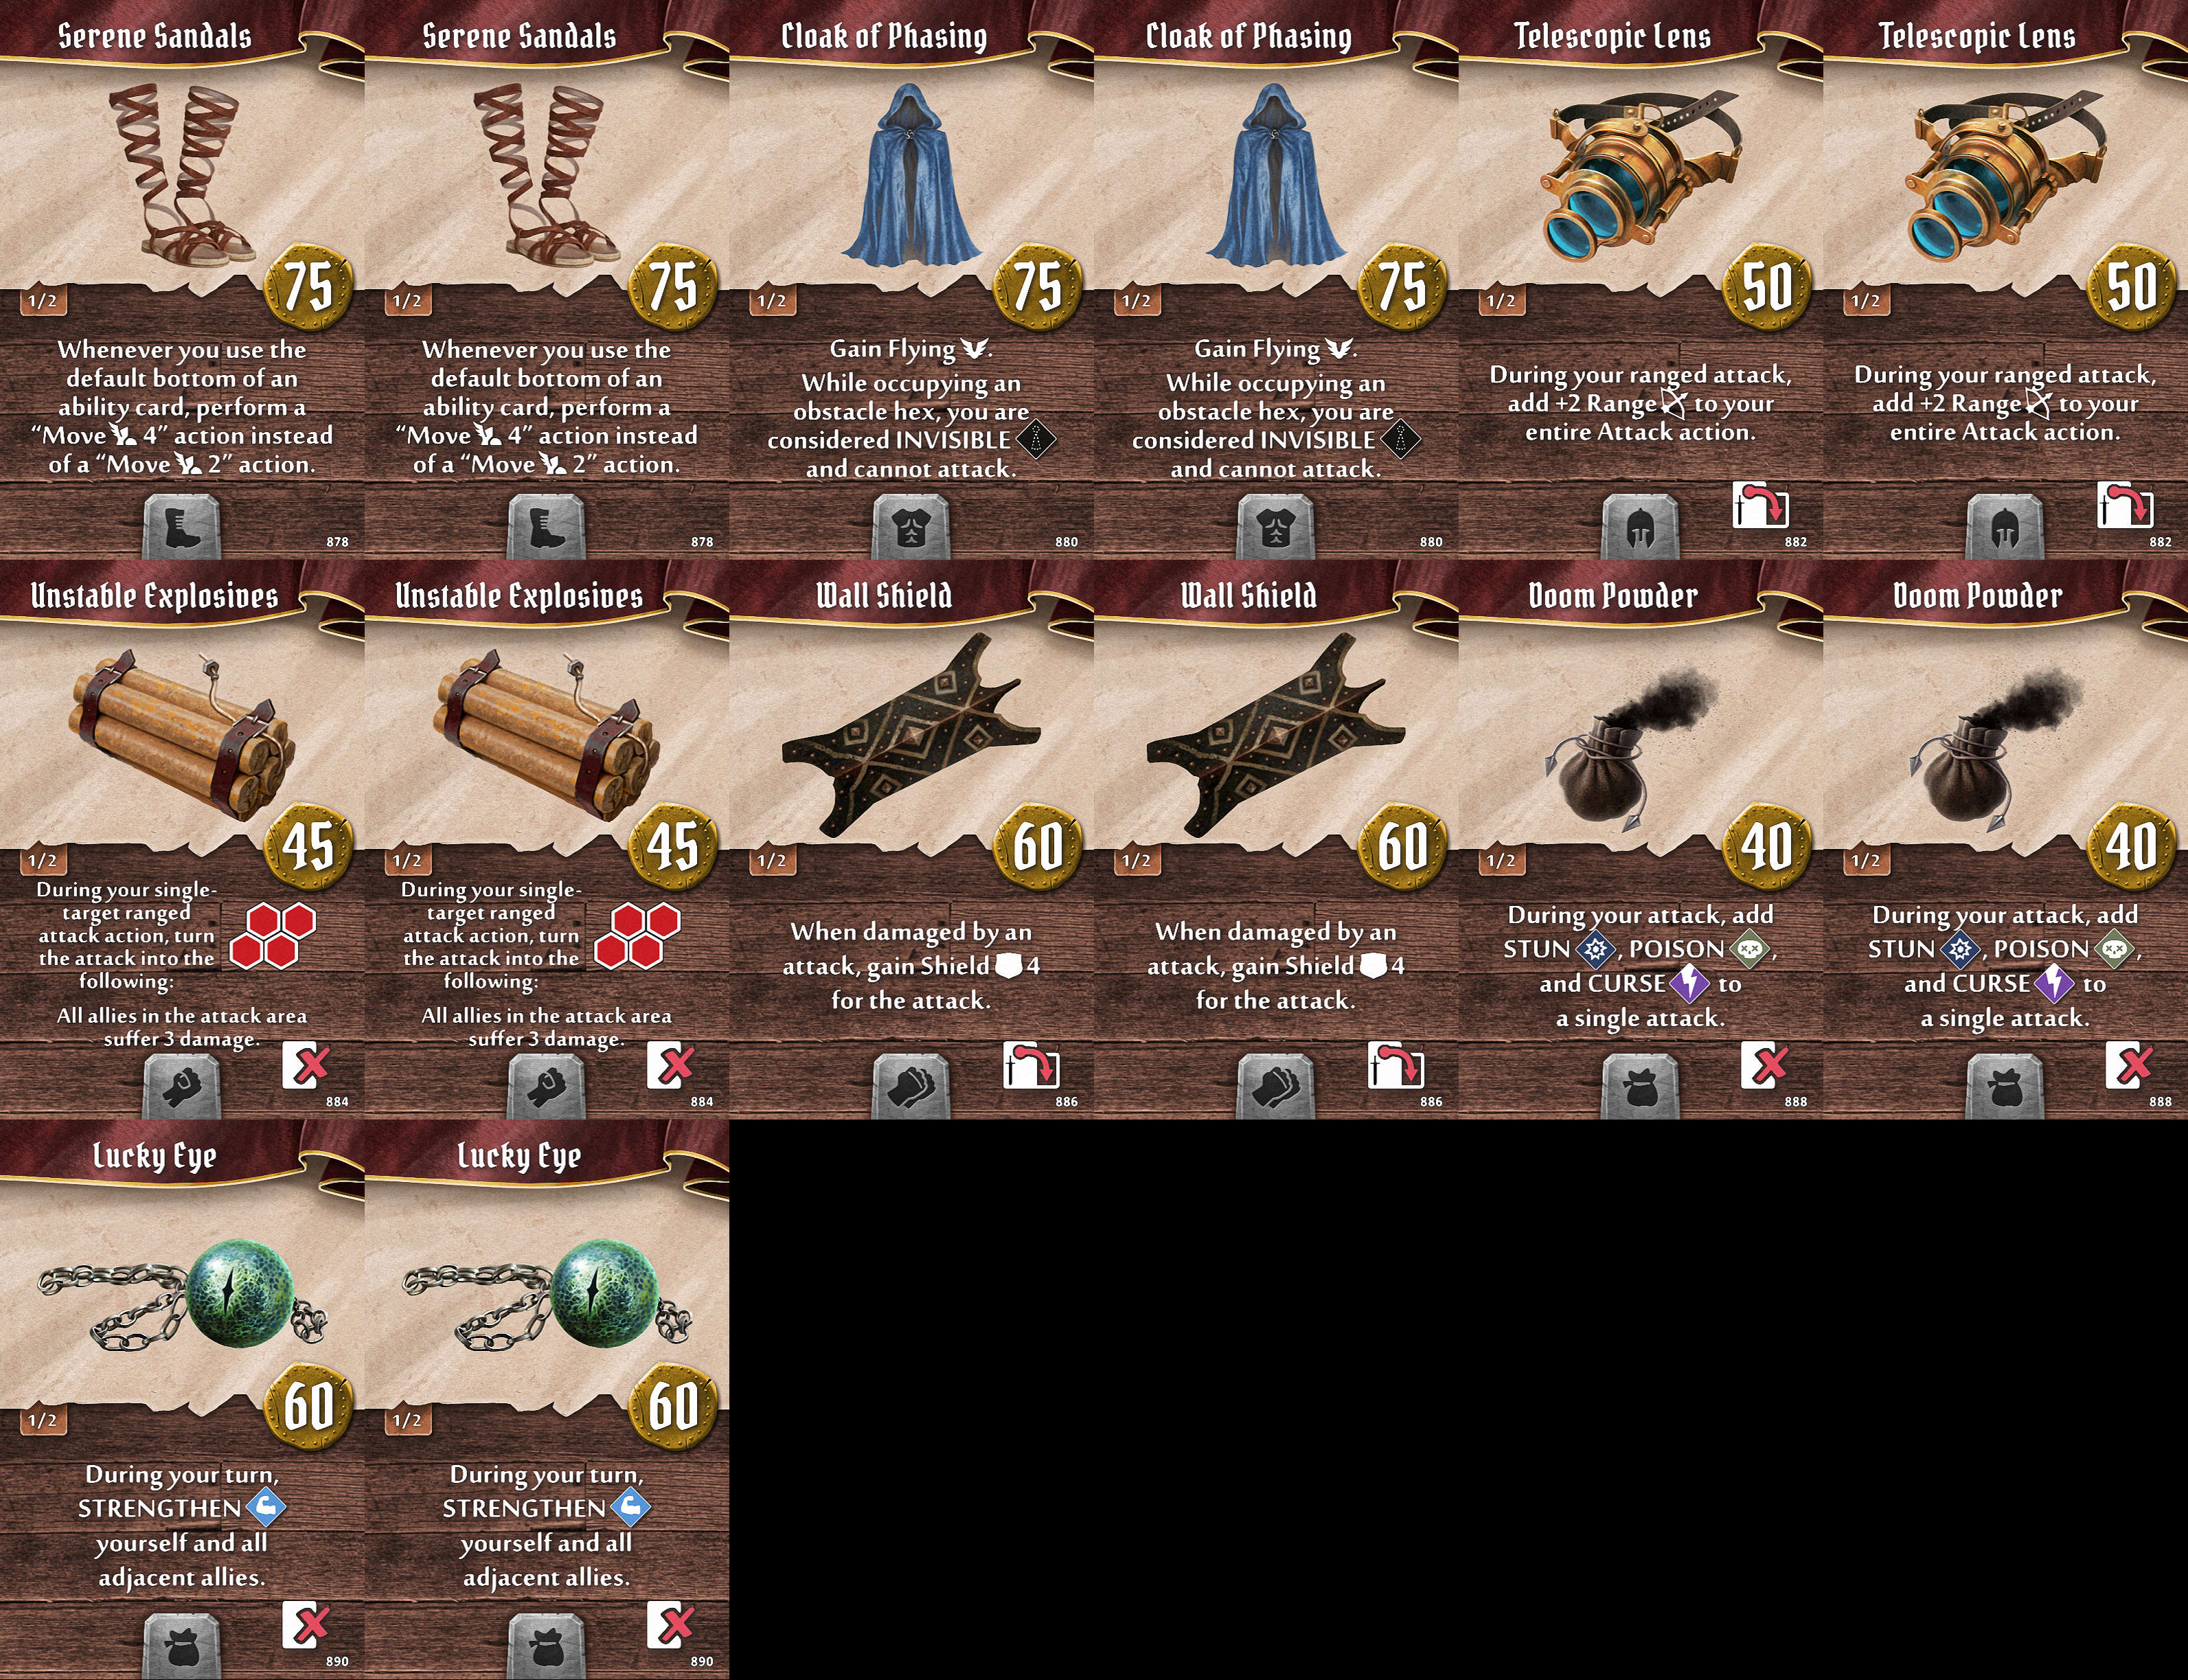 Serene Sandals
75
1/2
Whenever you use the
default bottom of an
ability card, perform a
“Move 4” action instead
of a “Move 2” action.
878
Serene Sandals
75
1/2
Whenever you use the
default bottom of an
ability card, perform a
“Move 4” action instead
of a “Move 2” action.
878
Cloak of Phasing
75
1/2
Gain Flying .
While occupying an
obstacle hex, you are
considered INVISIBLE
and cannot attack.
880
Cloak of Phasing
75
1/2
Gain Flying .
While occupying an
obstacle hex, you are
considered INVISIBLE
and cannot attack.
880
Telescopic Lens
50
1/2
During your ranged attack,
add +2 Range to your
entire Attack action.
882
Telescopic Lens
50
1/2
During your ranged attack,
add +2 Range to your
entire Attack action.
882
Unstable Explosives
45
1/2
During your single-
target ranged
attack action, turn
the attack into the
following:
All allies in the attack area
suffer 3 damage.
884
Unstable Explosives
45
1/2
During your single-
target ranged
attack action, turn
the attack into the
following:
All allies in the attack area
suffer 3 damage.
884
Wall Shield
60
1/2
When damaged by an
attack, gain Shield 4
for the attack.
886
Wall Shield
60
1/2
When damaged by an
attack, gain Shield 4
for the attack.
886
Doom Powder
40
1/2
During your attack, add
STUN , POISON ,
and CURSE to
a single attack.
888
Doom Powder
40
1/2
During your attack, add
STUN , POISON ,
and CURSE to
a single attack.
888
Lucky Eye
60
1/2
During your turn,
STRENGTHEN
yourself and all
adjacent allies.
890
Lucky Eye
60
1/2
During your turn,
STRENGTHEN
yourself and all
adjacent allies.
890